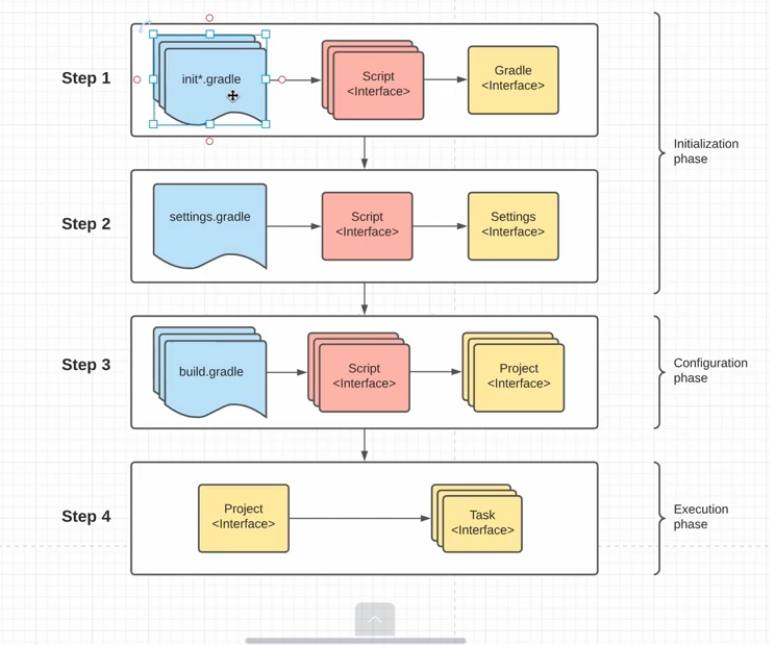 Step 1
init*.gradle
Script
<Interface>
Gradle
<Interface>
Initialization
phase
Step 2
settings.gradle
Script
<Interface>
Settings
<Interface>
Step 3
build.gradle
Script
<Interface>
Project
<Interface>
Configuration
phase
Step 4
Project
<Interface>
Task
<Interface>
Execution
phase